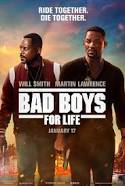 RIDE TOGETHER.
DIE TOGETHER.
WILL SMITH MARTIN LAWRENCE
BAD BOYS
FOR LIFE
JANUARY 17